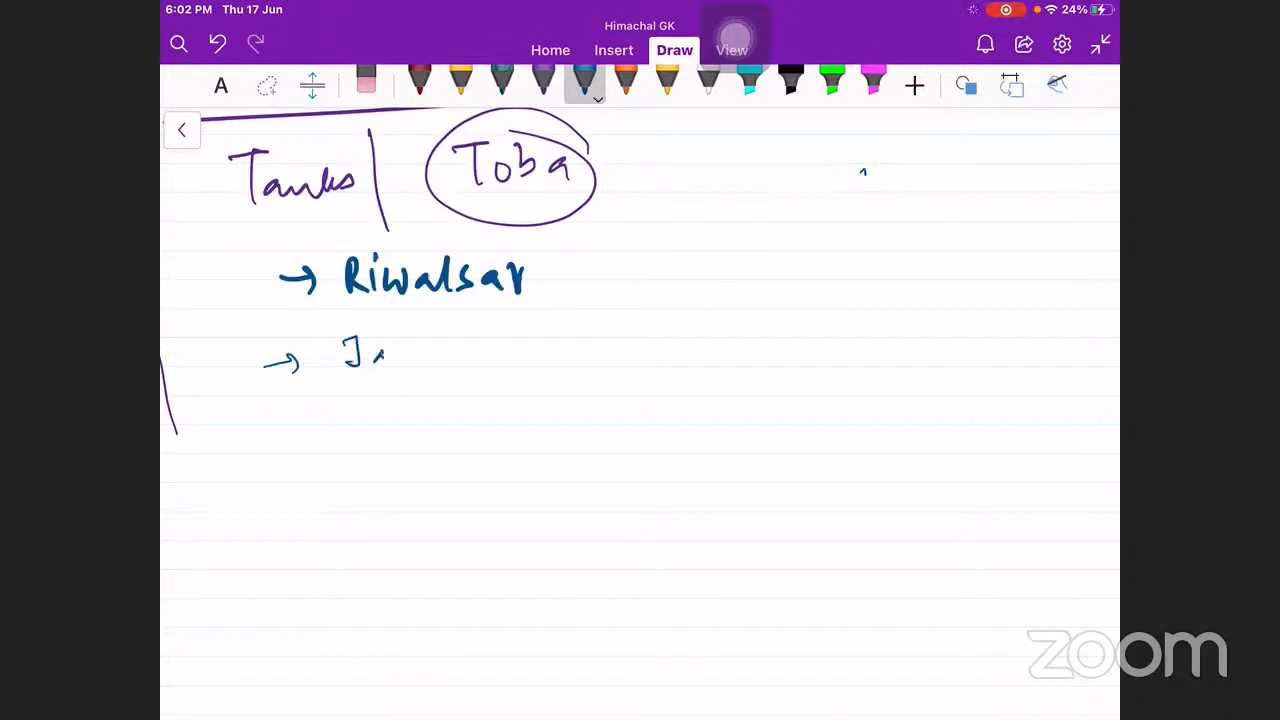 6:02 PM Thu 17 Jun
24%
Himachal GK
Home Insert Draw View
A
Tanks Toba
→ Riwalsar
→ J
zoom